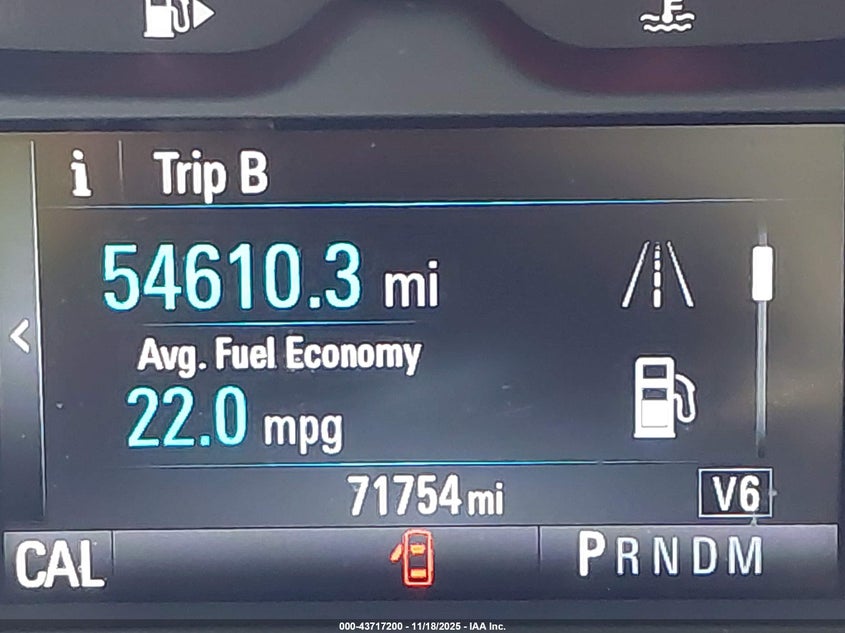 i Trip B
54610.3 mi
Avg. Fuel Economy
22.0 mpg
71754 mi V6
CAL PRNDM
000-43717200 - 11/18/2025 - IAA Inc.